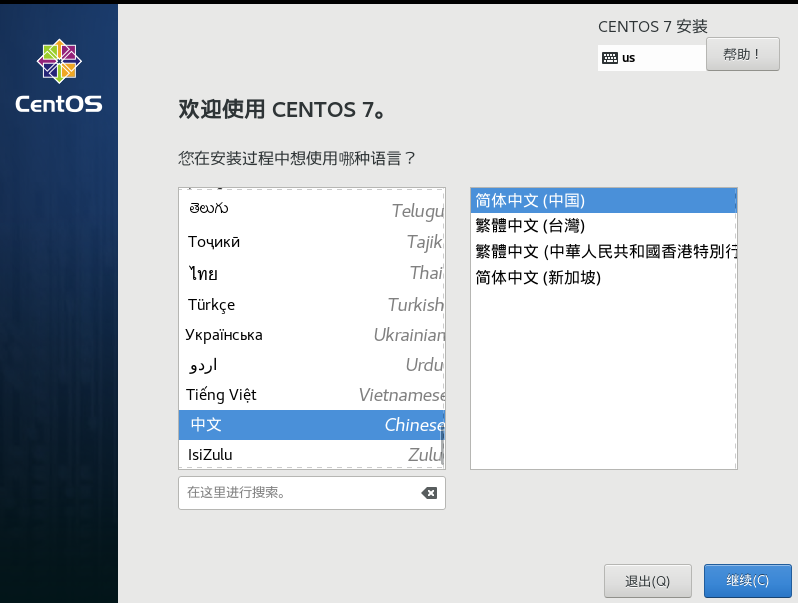 CENTOS 7 安装
us
帮助！
CentOS
欢迎使用 CENTOS 7。
您在安装过程中想使用哪种语言？
తెలుగు Telugu
Тоҷикӣ Tajik
ไทย Thai
Türkçe Turkish
Українська Ukrainian
اردو Urdu
Tiếng Việt Vietnamese
中文 Chinese
IsiZulu Zulu
简体中文 (中国)
繁體中文 (台灣)
繁體中文 (中華人民共和國香港特別行
简体中文 (新加坡)
在这里进行搜索。
退出(Q)
继续(C)